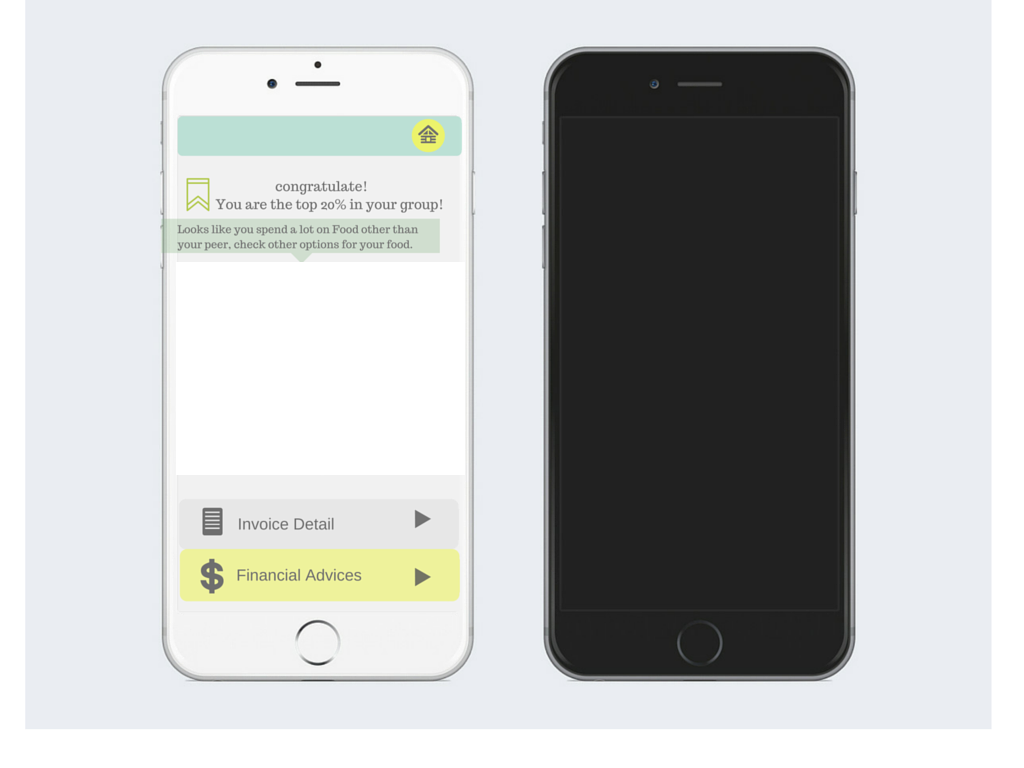 congratulate!
You are the top 20% in your group!
Looks like you spend a lot on Food other than
your peer, check other options for your food.
Invoice Detail
$ Financial Advices